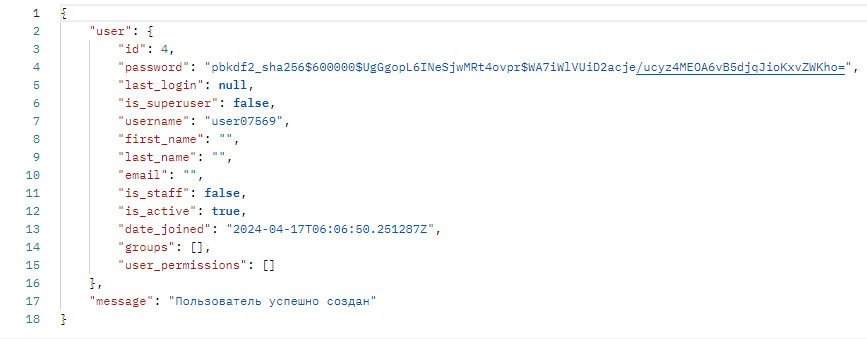 1 {
2 "user": {
3 "id": 4,
4 "password": "pbkdf2_sha256$600000$UgGgopL6INeSjwMRt4ovpr$WA7iWlVUiD2acje/ucyz4MEOA6vB5djqJioKxvZWKho=",
5 "last_login": null,
6 "is_superuser": false,
7 "username": "user07569",
8 "first_name": "",
9 "last_name": "",
10 "email": "",
11 "is_staff": false,
12 "is_active": true,
13 "date_joined": "2024-04-17T06:06:50.251287Z",
14 "groups": [],
15 "user_permissions": []
16 },
17 "message": "Пользователь успешно создан"
18 }